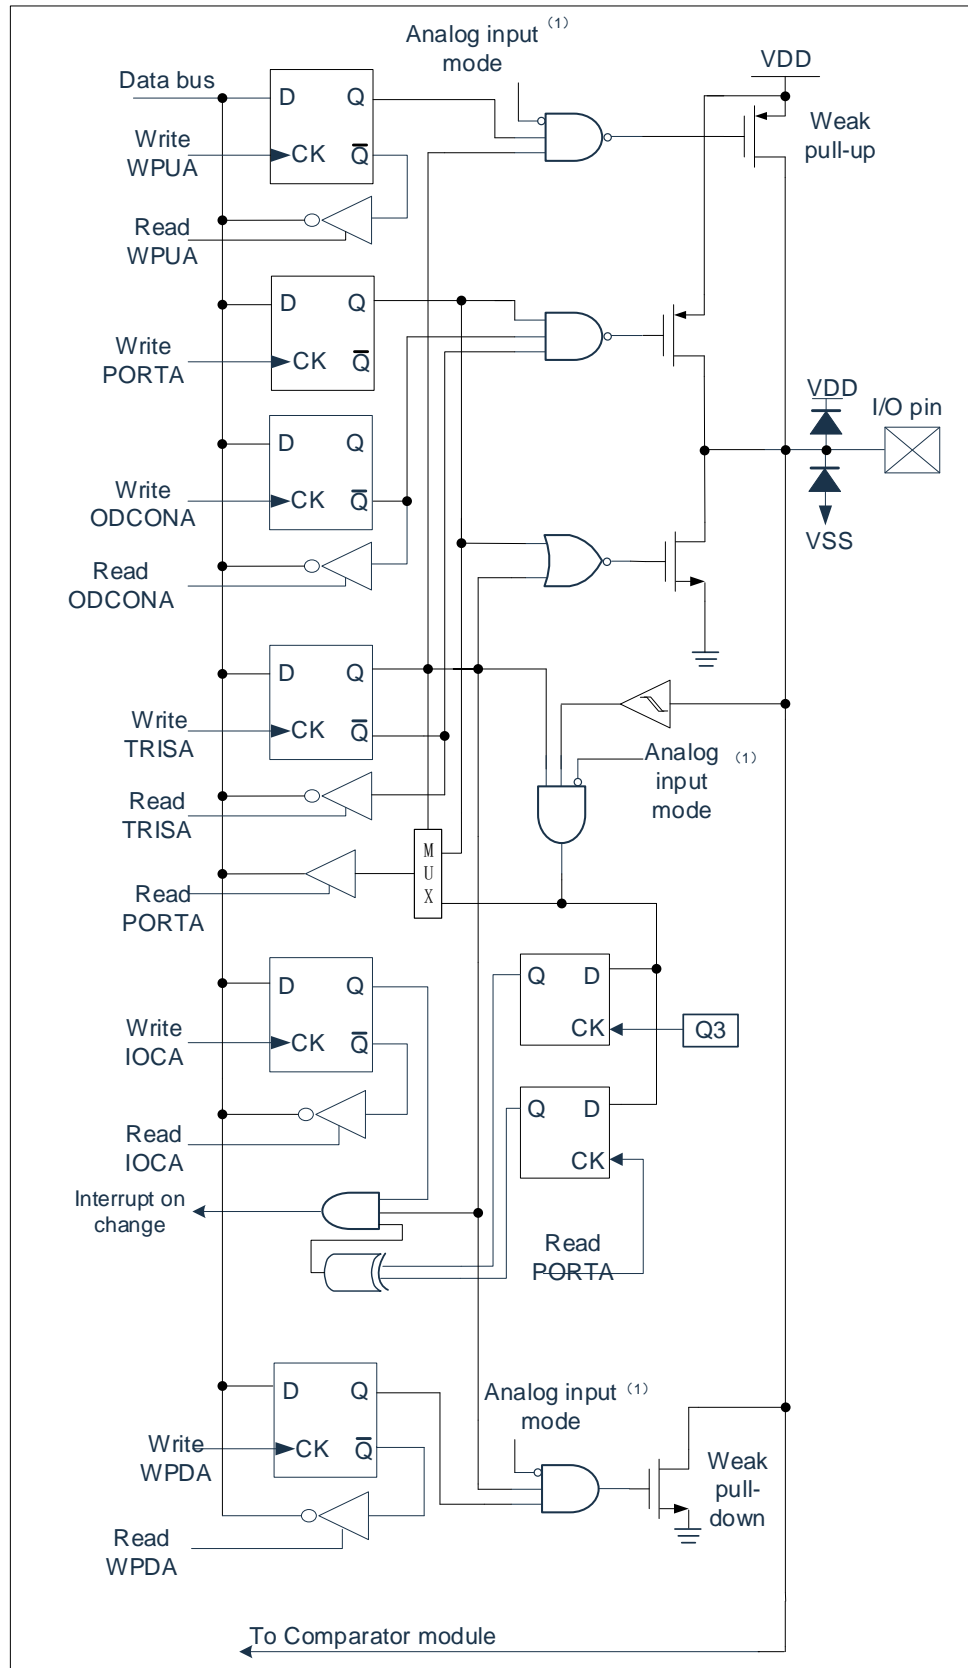 Analog input (1)
mode
VDD
Data bus
D Q
Write
WPUA
CK Q
Weak
pull-up
Read
WPUA
D Q
Write
PORTA
CK Q
VDD
I/O pin
D Q
Write
ODCONA
CK Q
VSS
Read
ODCONA
D Q
Write
TRISA
CK Q
Analog (1)
input
mode
Read
TRISA
MUX
Read
PORTA
D Q
Q D
Write
IOCA
CK Q
CK
Q3
Q D
Read
IOCA
CK
Interrupt on
change
Read
PORTA
D Q
Analog input (1)
mode
Write
WPDA
CK Q
Weak
pull-
down
Read
WPDA
To Comparator module